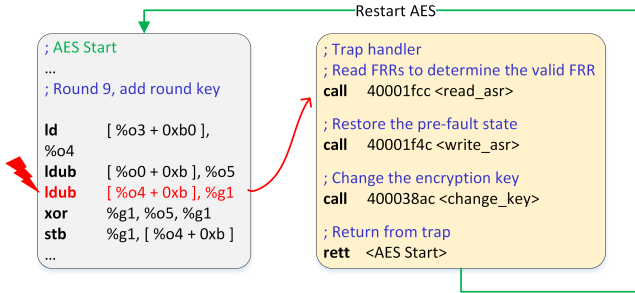 Restart AES
; AES Start
...
; Round 9, add round key
ld [ %o3 + 0xb0 ],
%o4
ldub [ %o0 + 0xb ], %o5
ldub [ %o4 + 0xb ], %g1
xor %g1, %o5, %g1
stb %g1, [ %o4 + 0xb ]
...
; Trap handler
; Read FRRs to determine the valid FRR
call 40001fcc <read_asr>
; Restore the pre-fault state
call 40001f4c <write_asr>
; Change the encryption key
call 400038ac <change_key>
; Return from trap
rett <AES Start>